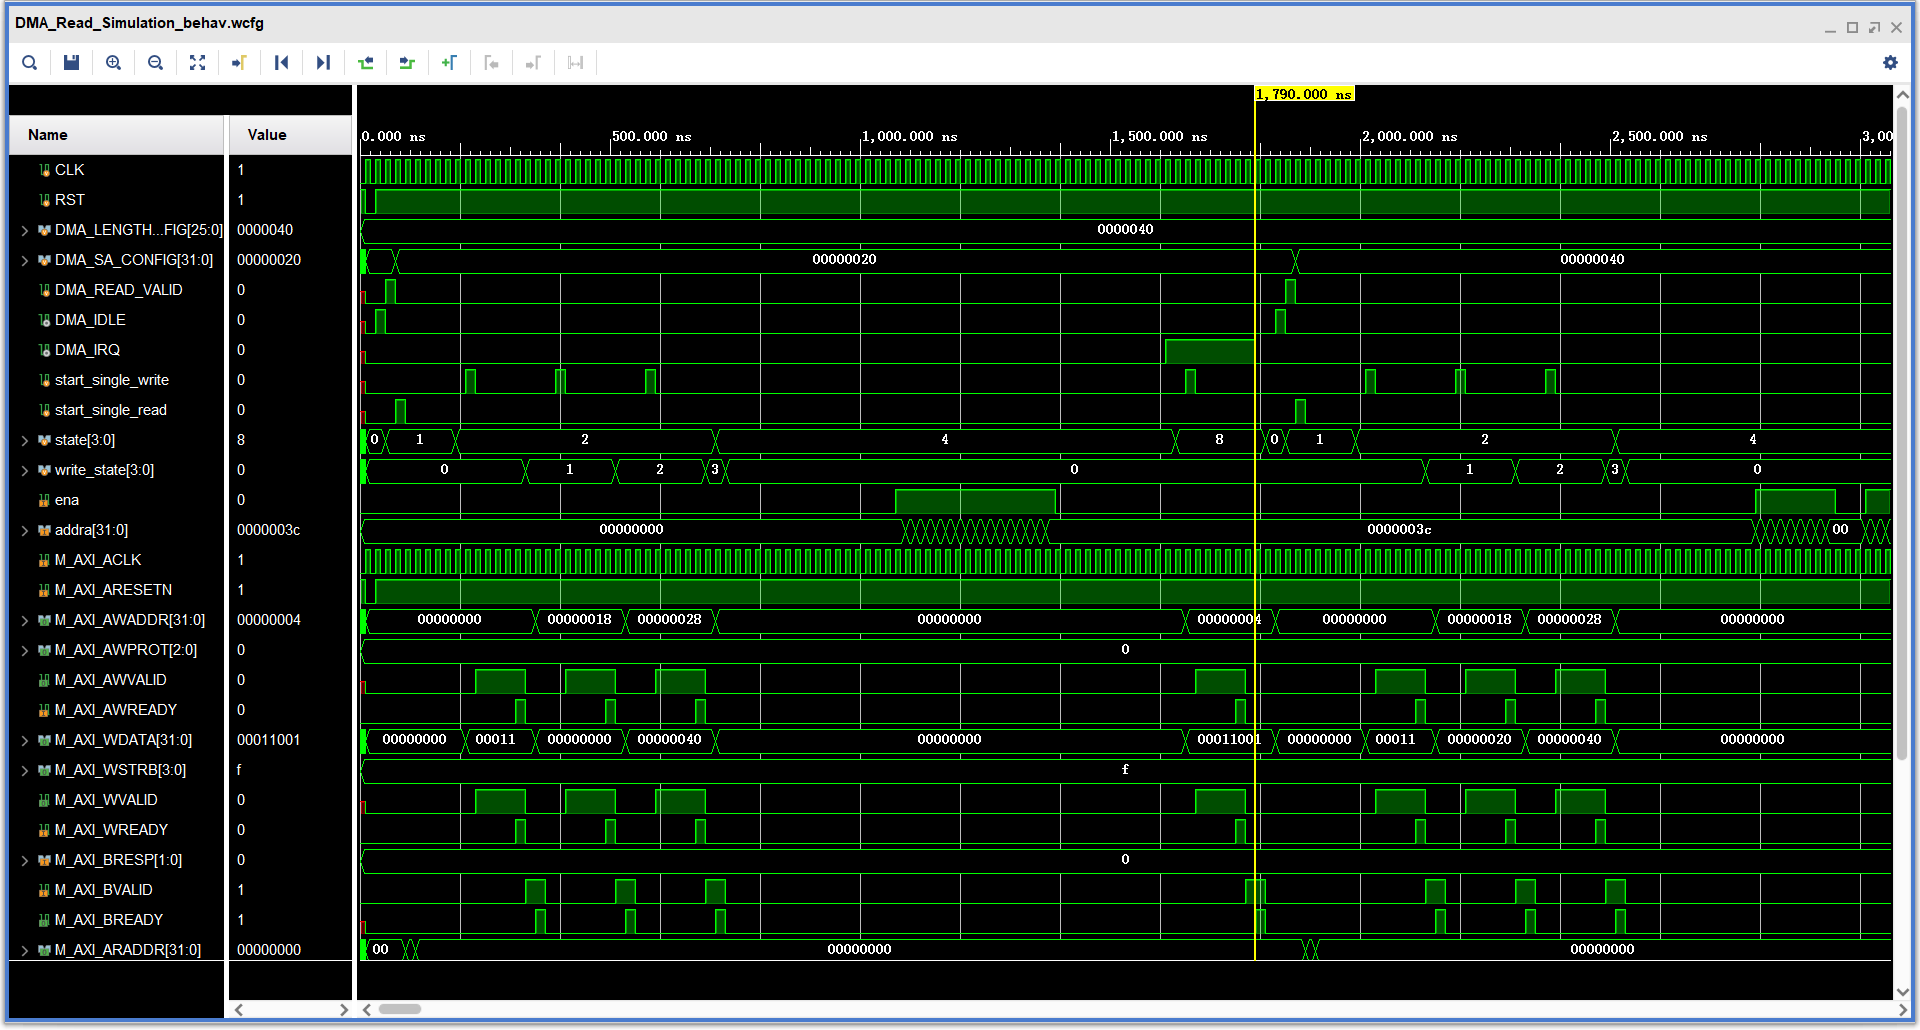 DMA_Read_Simulation_behav.wcfg
1,790.000 ns
Name Value 0.000 ns 500.000 ns 1,000.000 ns 1,500.000 ns 2,000.000 ns 2,500.000 ns 3,00
CLK 1
RST 1
DMA_LENGTH...FIG[25:0] 0000040 0000040
DMA_SA_CONFIG[31:0] 00000020 00000020 00000040
DMA_READ_VALID 0
DMA_IDLE 0
DMA_IRQ 0
start_single_write 0
start_single_read 0
state[3:0] 8 0 1 2 4 8 0 1 2 4
write_state[3:0] 0 0 1 2 3 0 1 2 3 0
ena 0
addra[31:0] 0000003c 00000000 0000003c 00
M_AXI_ACLK 1
M_AXI_ARESETN 1
M_AXI_AWADDR[31:0] 00000004 00000000 00000018 00000028 00000000 00000004 00000000 00000018 00000028 00000000
M_AXI_AWPROT[2:0] 0 0
M_AXI_AWVALID 0
M_AXI_AWREADY 0
M_AXI_WDATA[31:0] 00011001 00000000 00011 00000000 00000040 00000000 00011001 00000000 00011 00000020 00000040 00000000
M_AXI_WSTRB[3:0] f f
M_AXI_WVALID 0
M_AXI_WREADY 0
M_AXI_BRESP[1:0] 0 0
M_AXI_BVALID 1
M_AXI_BREADY 1
M_AXI_ARADDR[31:0] 00000000 00 00000000 00000000